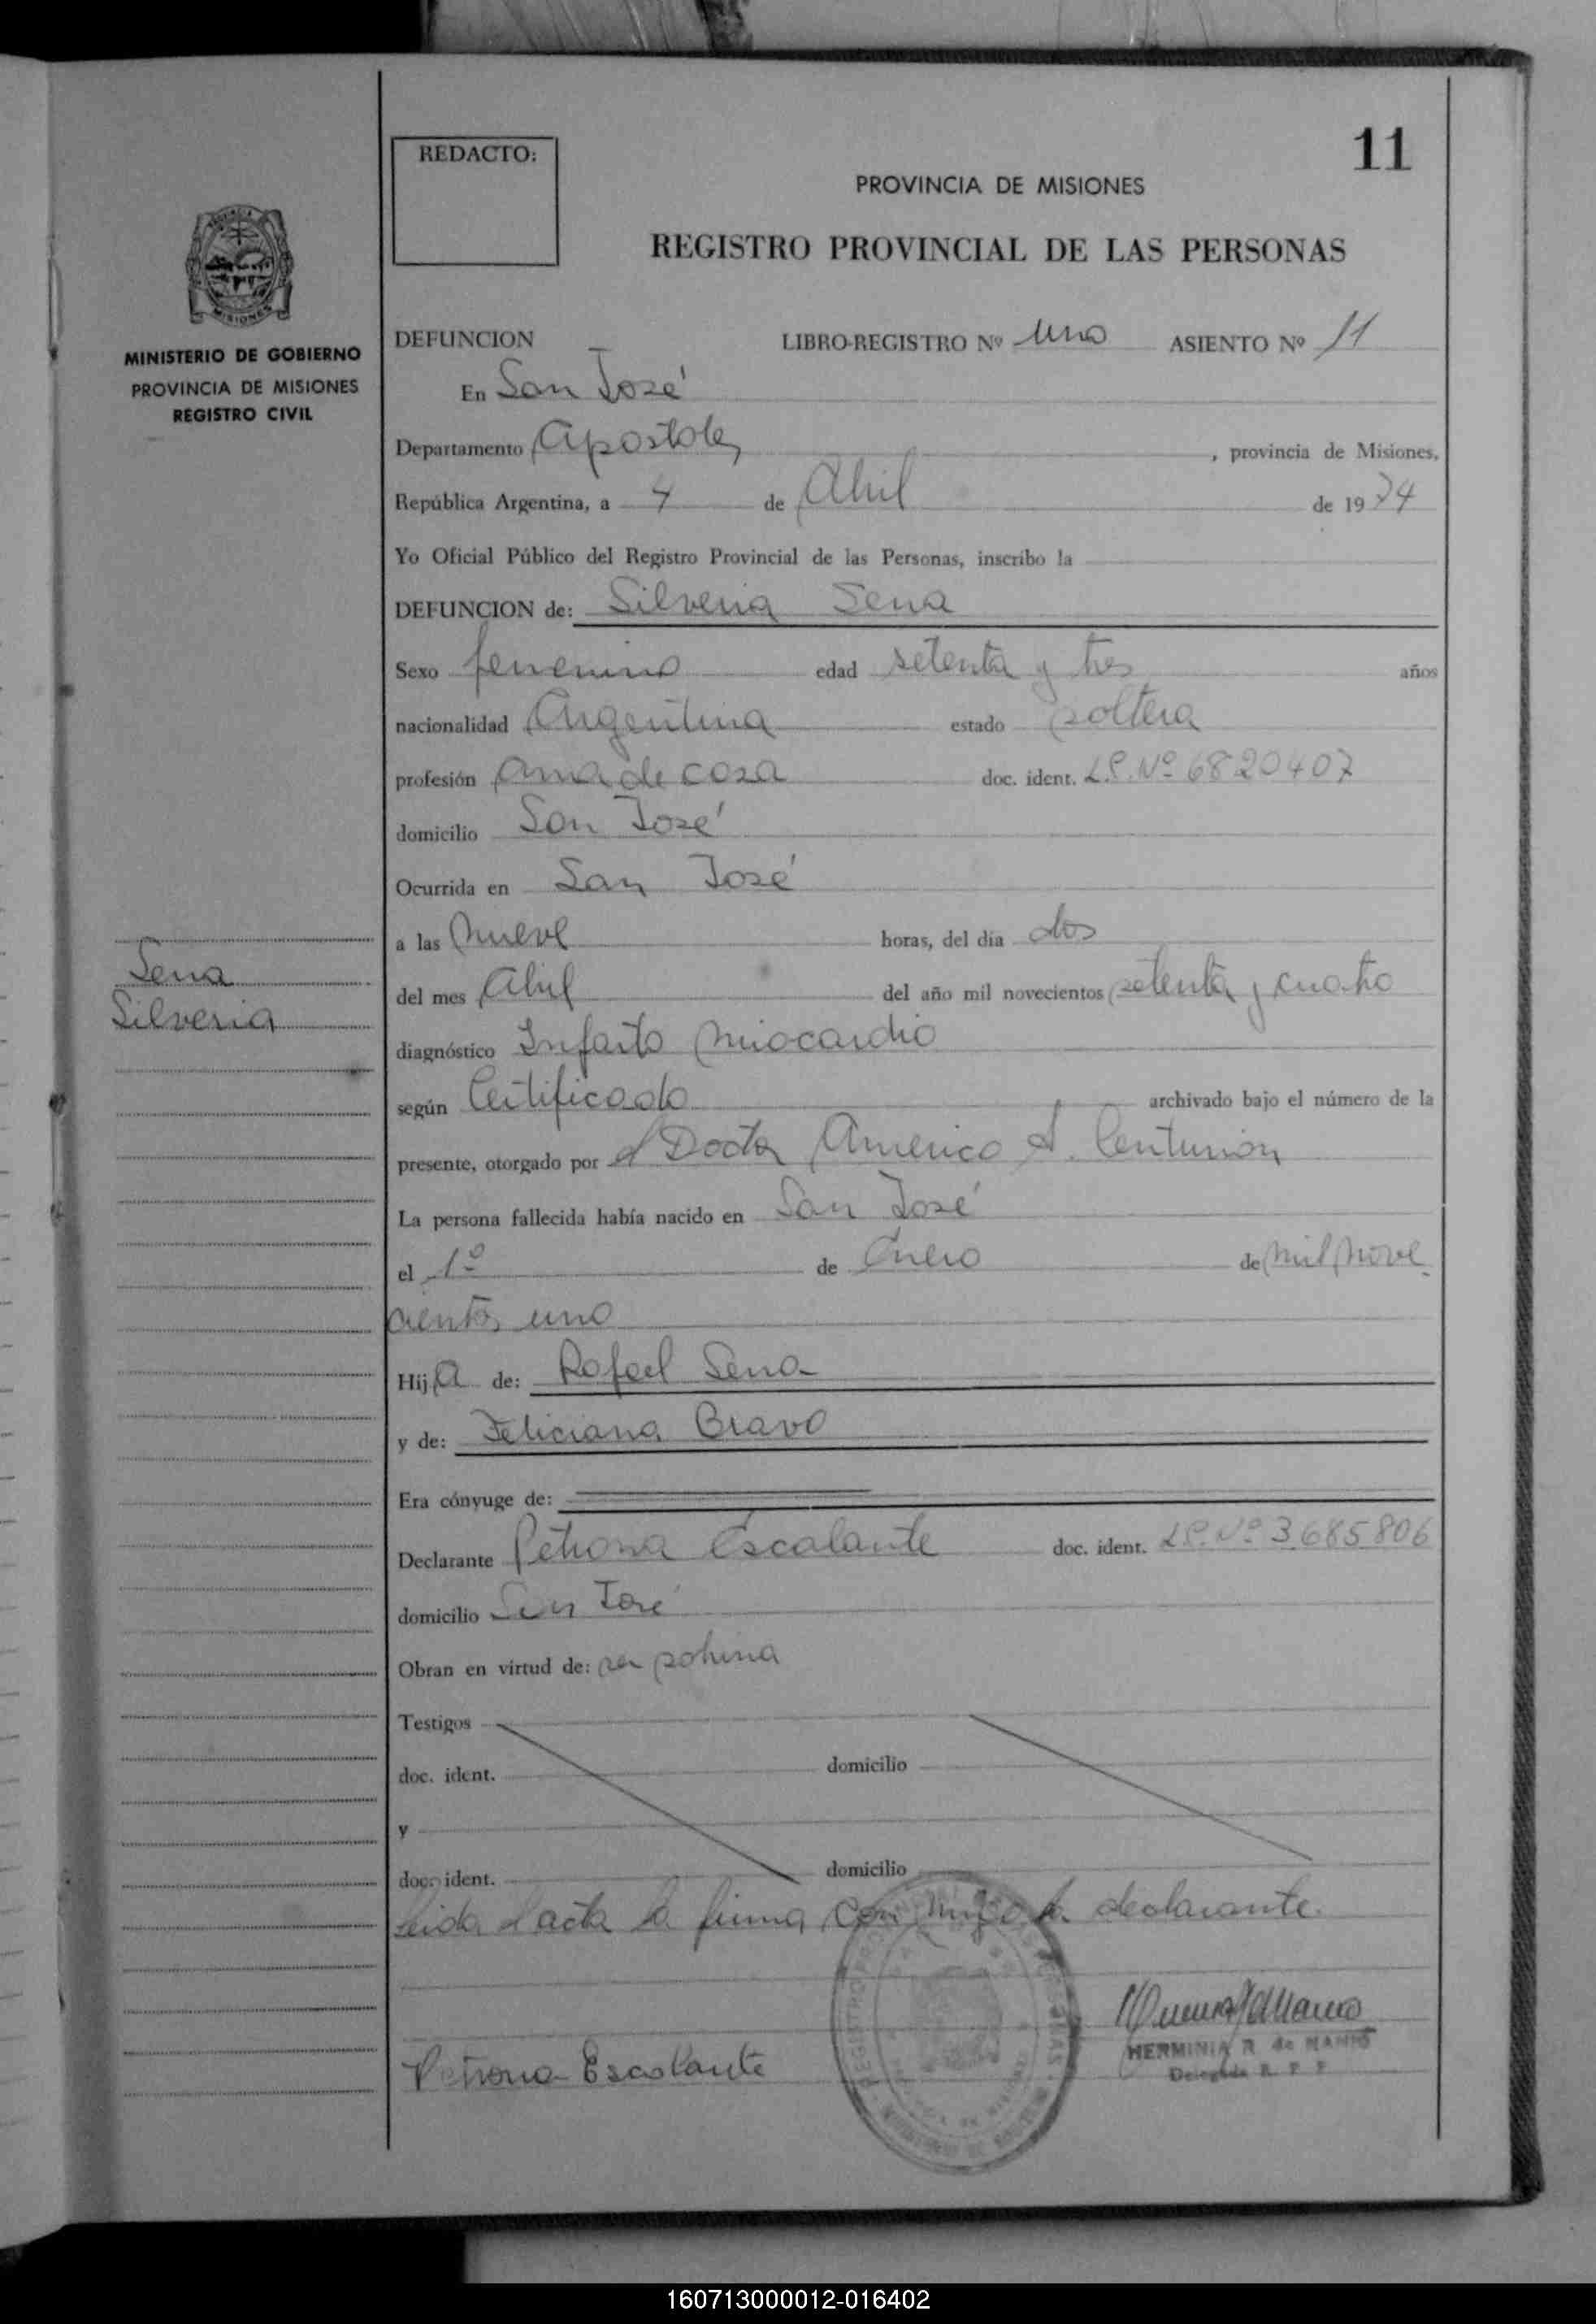 11
REDACTO:
PROVINCIA DE MISIONES
REGISTRO PROVINCIAL DE LAS PERSONAS
MISIONES
MINISTERIO DE GOBIERNO
PROVINCIA DE MISIONES
REGISTRO CIVIL
DEFUNCION LIBRO-REGISTRO Nº uno ASIENTO Nº 11
En San José
Departamento Apostoles, provincia de Misiones,
República Argentina, a 4 de Abril de 1974
Yo Oficial Público del Registro Provincial de las Personas, inscribo la
DEFUNCION de: Silveria Sena
Sexo femenino edad setenta y tres años
nacionalidad Argentina estado soltera
profesión ama de casa doc. ident. L.C. Nº 6820407
domicilio San José
Ocurrida en San José
a las nueve horas, del día dos
Sena
Silveria
del mes Abril del año mil novecientos setenta y cuatro
diagnóstico Infarto miocardio
según Certificado archivado bajo el número de la
presente, otorgado por el Doctor Americo A. Centurion
La persona fallecida había nacido en San José
el 1º de Enero de mil nove
cientos uno
Hija de: Rafael Sena
y de: Feliciana Bravo
Era cónyuge de:
Declarante Petrona Escalante doc. ident. L.C. Nº 3685806
domicilio San José
Obran en virtud de: ser sobrina
Testigos
doc. ident. domicilio
y
doc. ident. domicilio
Leida el acta la firma conmigo la declarante.
Petrona Escalante
HERMINIA R. de
Delegada R. P. P.
160713000012-016402